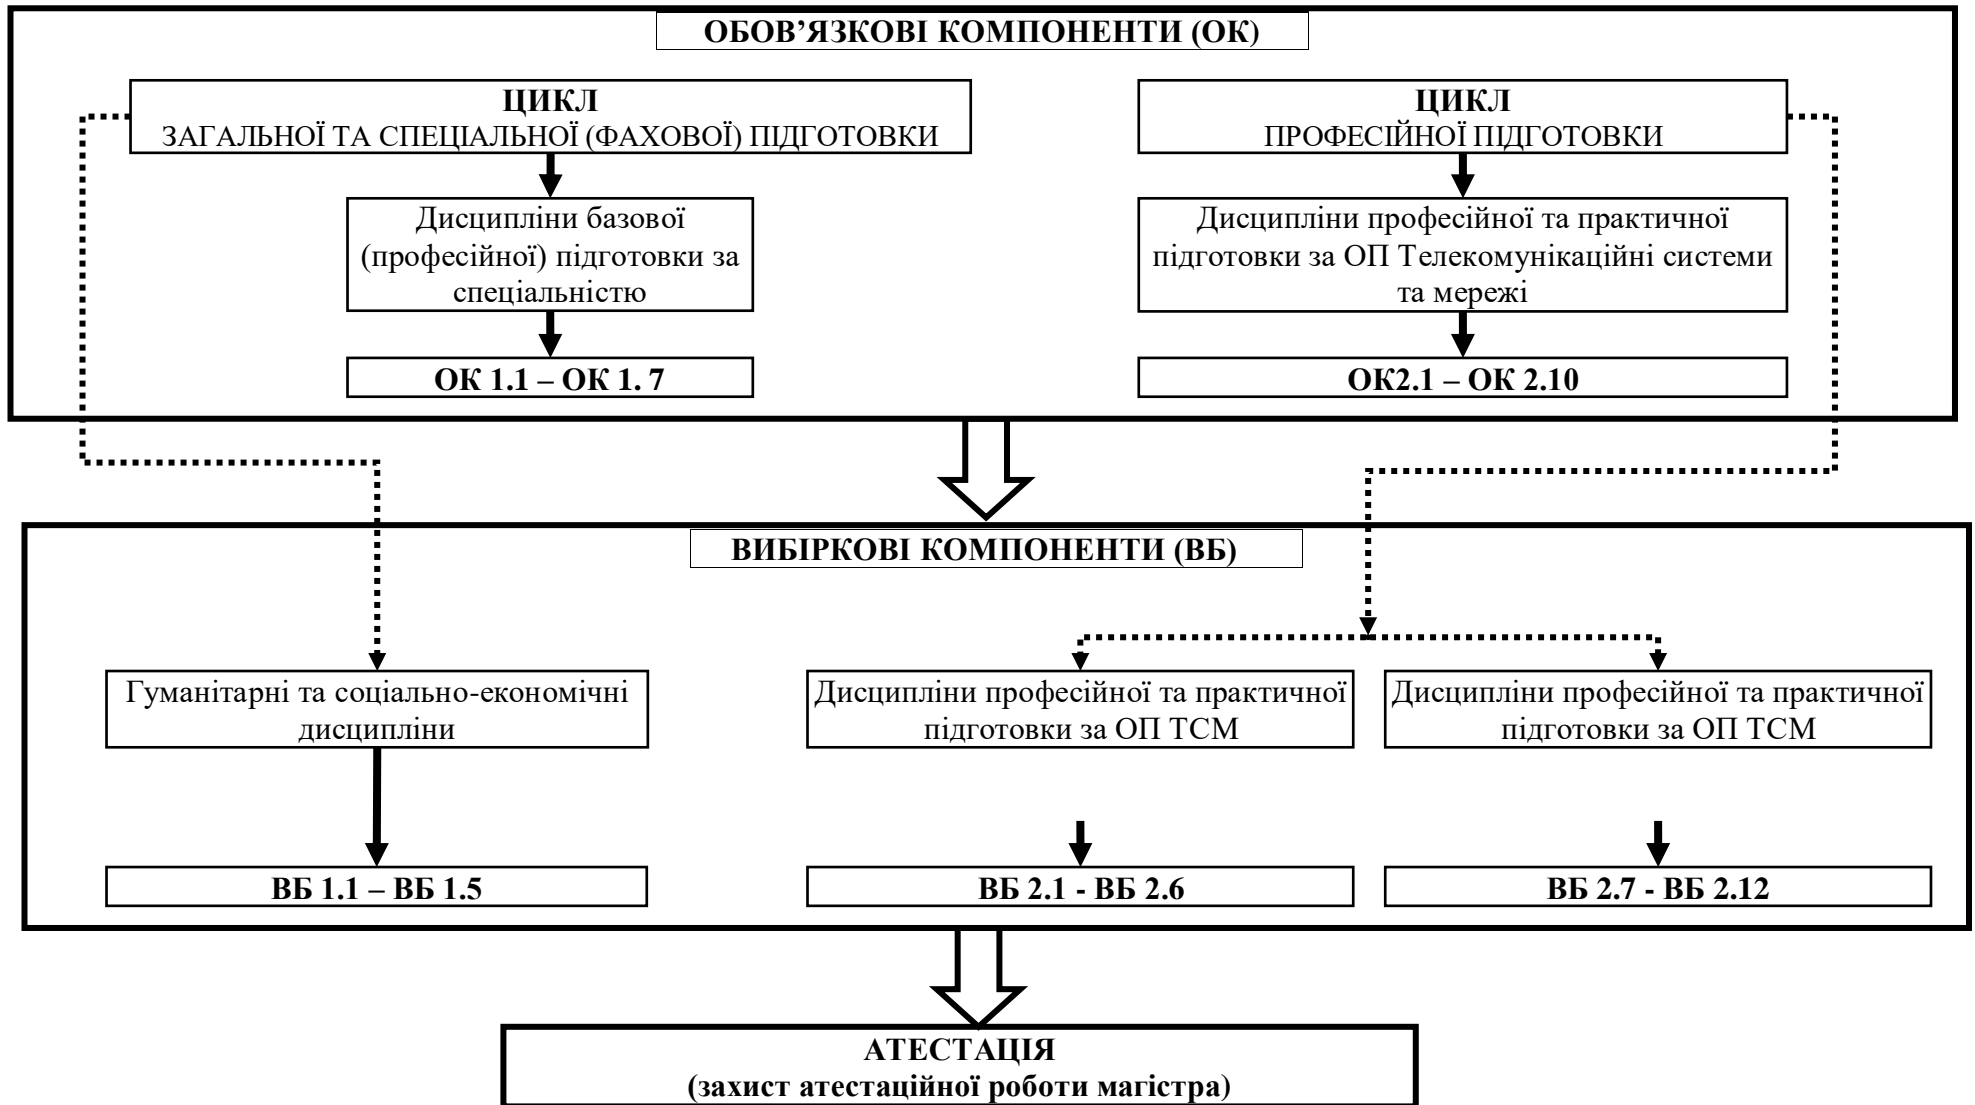 ОБОВ’ЯЗКОВІ КОМПОНЕНТИ (ОК)
ЦИКЛ
ЗАГАЛЬНОЇ ТА СПЕЦІАЛЬНОЇ (ФАХОВОЇ) ПІДГОТОВКИ
Дисципліни базової
(професійної) підготовки за
спеціальністю
ОК 1.1 – ОК 1. 7
ЦИКЛ
ПРОФЕСІЙНОЇ ПІДГОТОВКИ
Дисципліни професійної та практичної
підготовки за ОП Телекомунікаційні системи
та мережі
ОК2.1 – ОК 2.10
ВИБІРКОВІ КОМПОНЕНТИ (ВБ)
Гуманітарні та соціально-економічні
дисципліни
ВБ 1.1 – ВБ 1.5
Дисципліни професійної та практичної
підготовки за ОП ТСМ
ВБ 2.1 - ВБ 2.6
Дисципліни професійної та практичної
підготовки за ОП ТСМ
ВБ 2.7 - ВБ 2.12
АТЕСТАЦІЯ
(захист атестаційної роботи магістра)